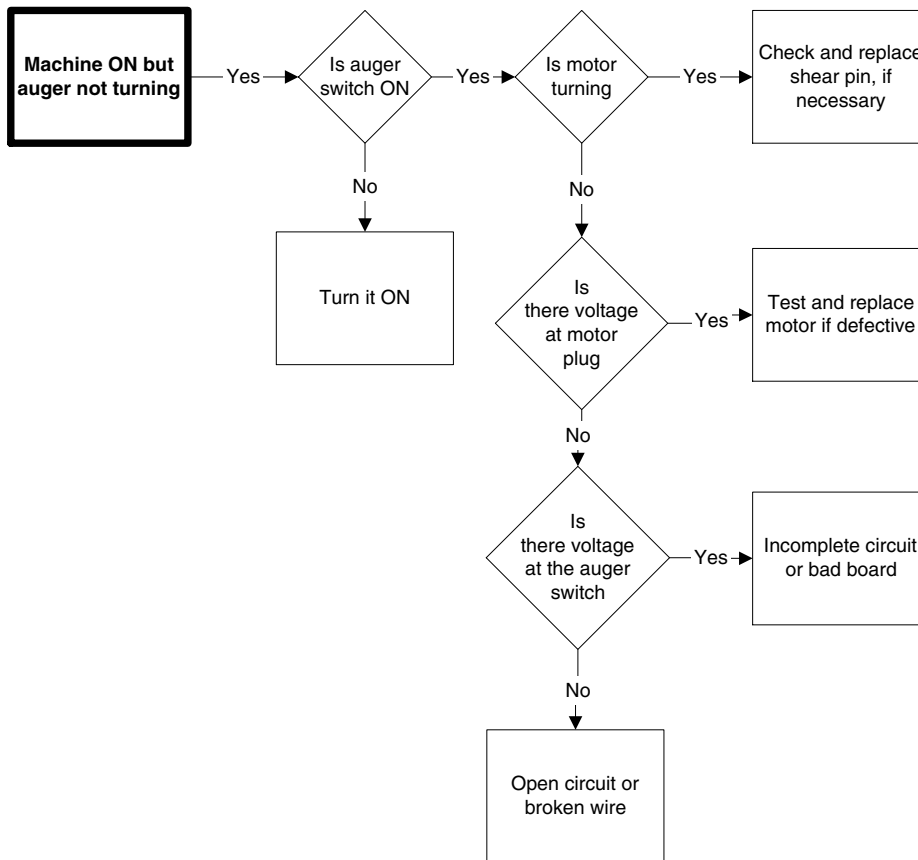 Machine ON but
auger not turning
Yes
Is auger
switch ON
Yes
Is motor
turning
Yes
Check and replace
shear pin, if
necessary
No
Turn it ON
No
Is
there voltage
at motor
plug
Yes
Test and replace
motor if defective
No
Is
there voltage
at the auger
switch
Yes
Incomplete circuit
or bad board
No
Open circuit or
broken wire